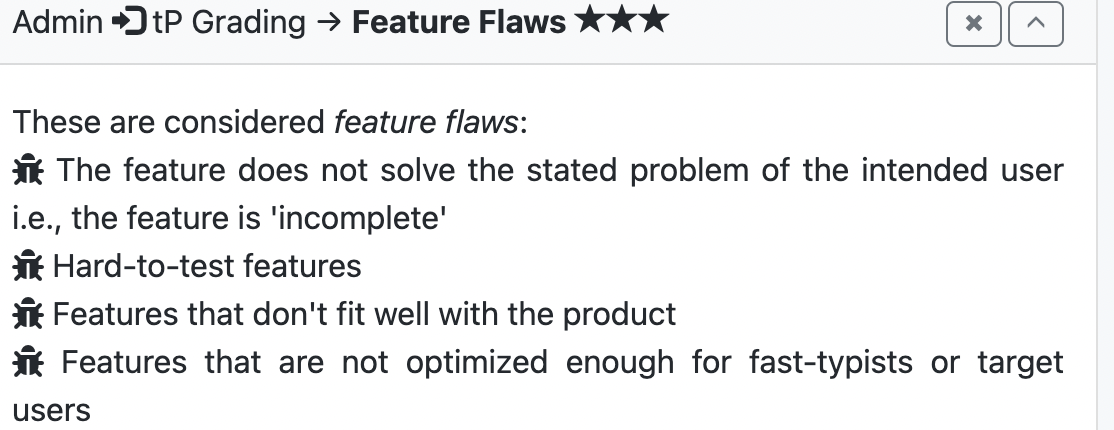 Admin tP Grading → Feature Flaws ★★★
These are considered feature flaws:
The feature does not solve the stated problem of the intended user
i.e., the feature is 'incomplete'
Hard-to-test features
Features that don't fit well with the product
Features that are not optimized enough for fast-typists or target
users